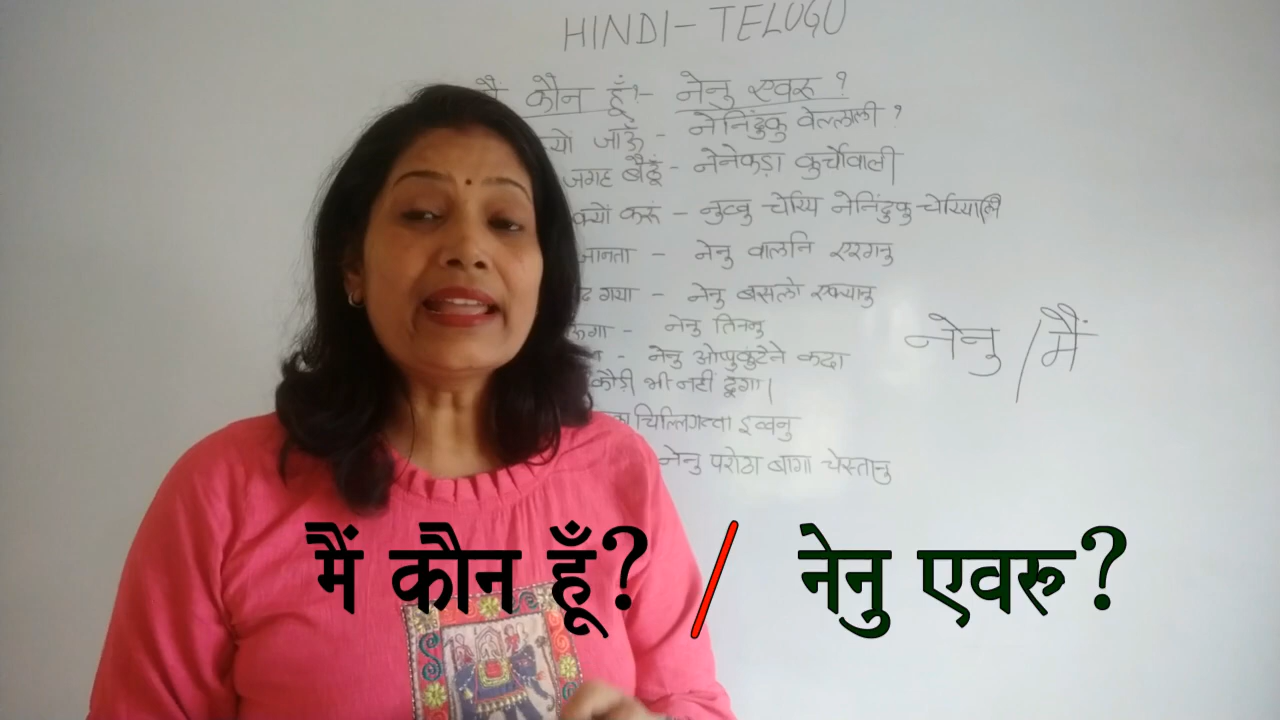 HINDI- TELUGU
मैं कौन हूँ?- नेनु एवरू ?
जाऊँ - नेनिंदुकु वेल्लाली ?
जगह बैठूं - नेनेकड़ा कुर्चोवाली
क्यों करूं - नुव्वु चेय्यि नेनिंदुकु चेय्यालि
जानता - नेनु वालनि एरगनु
गया - नेनु बसलो एक्यानु
नेनु / मैं
- नेनु तिननु
- नेनु ओप्पुकुंटेने कदा
कौड़ी भी नहीं दूंगा।
चिल्लिगव्वा इव्वनु
नेनु परोठा बागा चेस्तानु
मैं कौन हूँ? / नेनु एवरू?